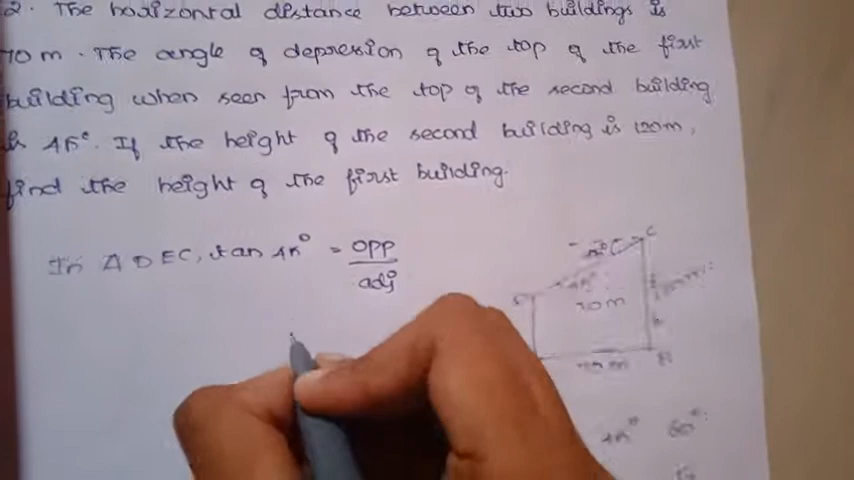 2. The horizontal distance between two buildings is
70 m. The angle of depression of the top of the first
building when seen from the top of the second building
is 45°. If the height of the second building is 120m,
find the height of the first building.
In Δ DEC, tan 45° = opp
adj
C
70m
45° 60°